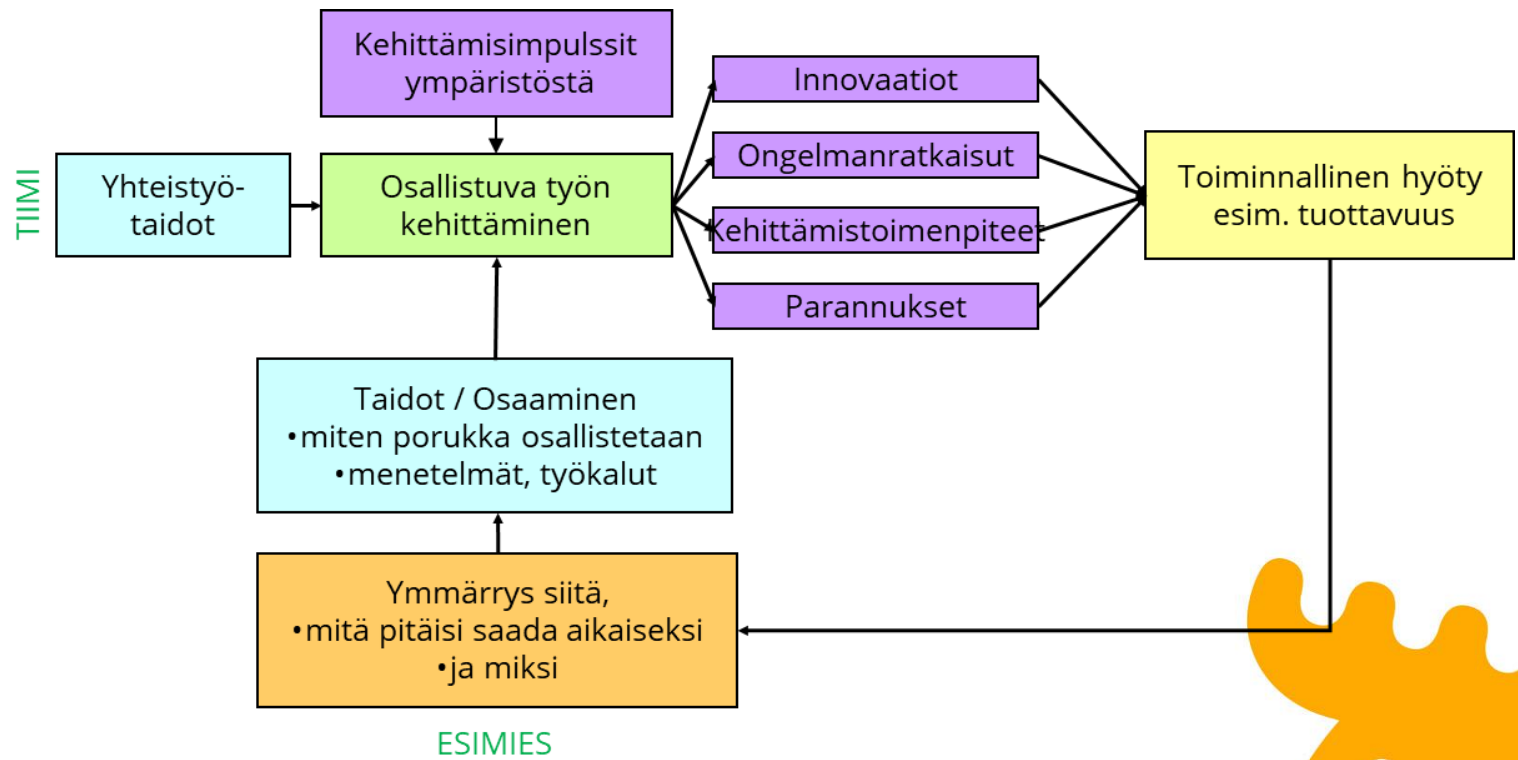 Kehittämisimpulssit
ympäristöstä
TIIMI
Yhteistyö-
taidot
Osallistuva työn
kehittäminen
Innovaatiot
Ongelmanratkaisut
Kehittämistoimenpiteet
Parannukset
Toiminnallinen hyöty
esim. tuottavuus
Taidot / Osaaminen
•miten porukka osallistetaan
•menetelmät, työkalut
Ymmärrys siitä,
•mitä pitäisi saada aikaiseksi
•ja miksi
ESIMIES